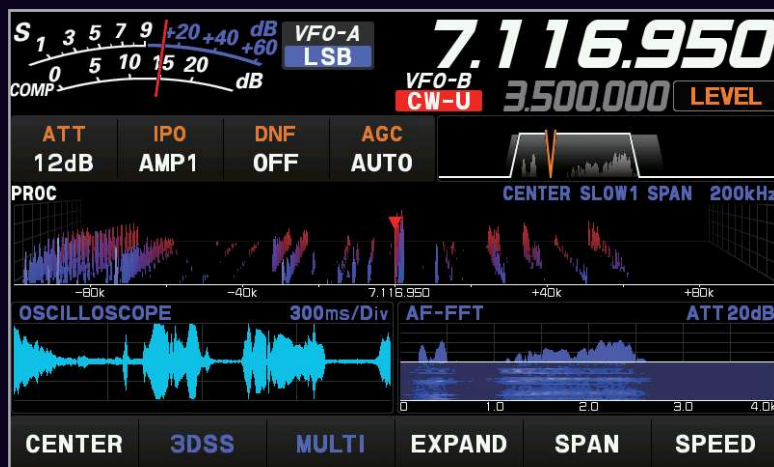 S 1 3 5 7 9 +20 +40 +60 dB
COMP 0 5 10 15 20 dB
VFO-A
LSB
7.116.950
VFO-B
CW-U
3.500.000
LEVEL
ATT IPO DNF AGC
12dB AMP1 OFF AUTO
PROC CENTER SLOW1 SPAN 200kHz
-80k -40k 7.116.950 +40k +80k
OSCILLOSCOPE 300ms/Div AF-FFT ATT 20dB
0 1.0 2.0 3.0 4.0k
CENTER 3DSS MULTI EXPAND SPAN SPEED